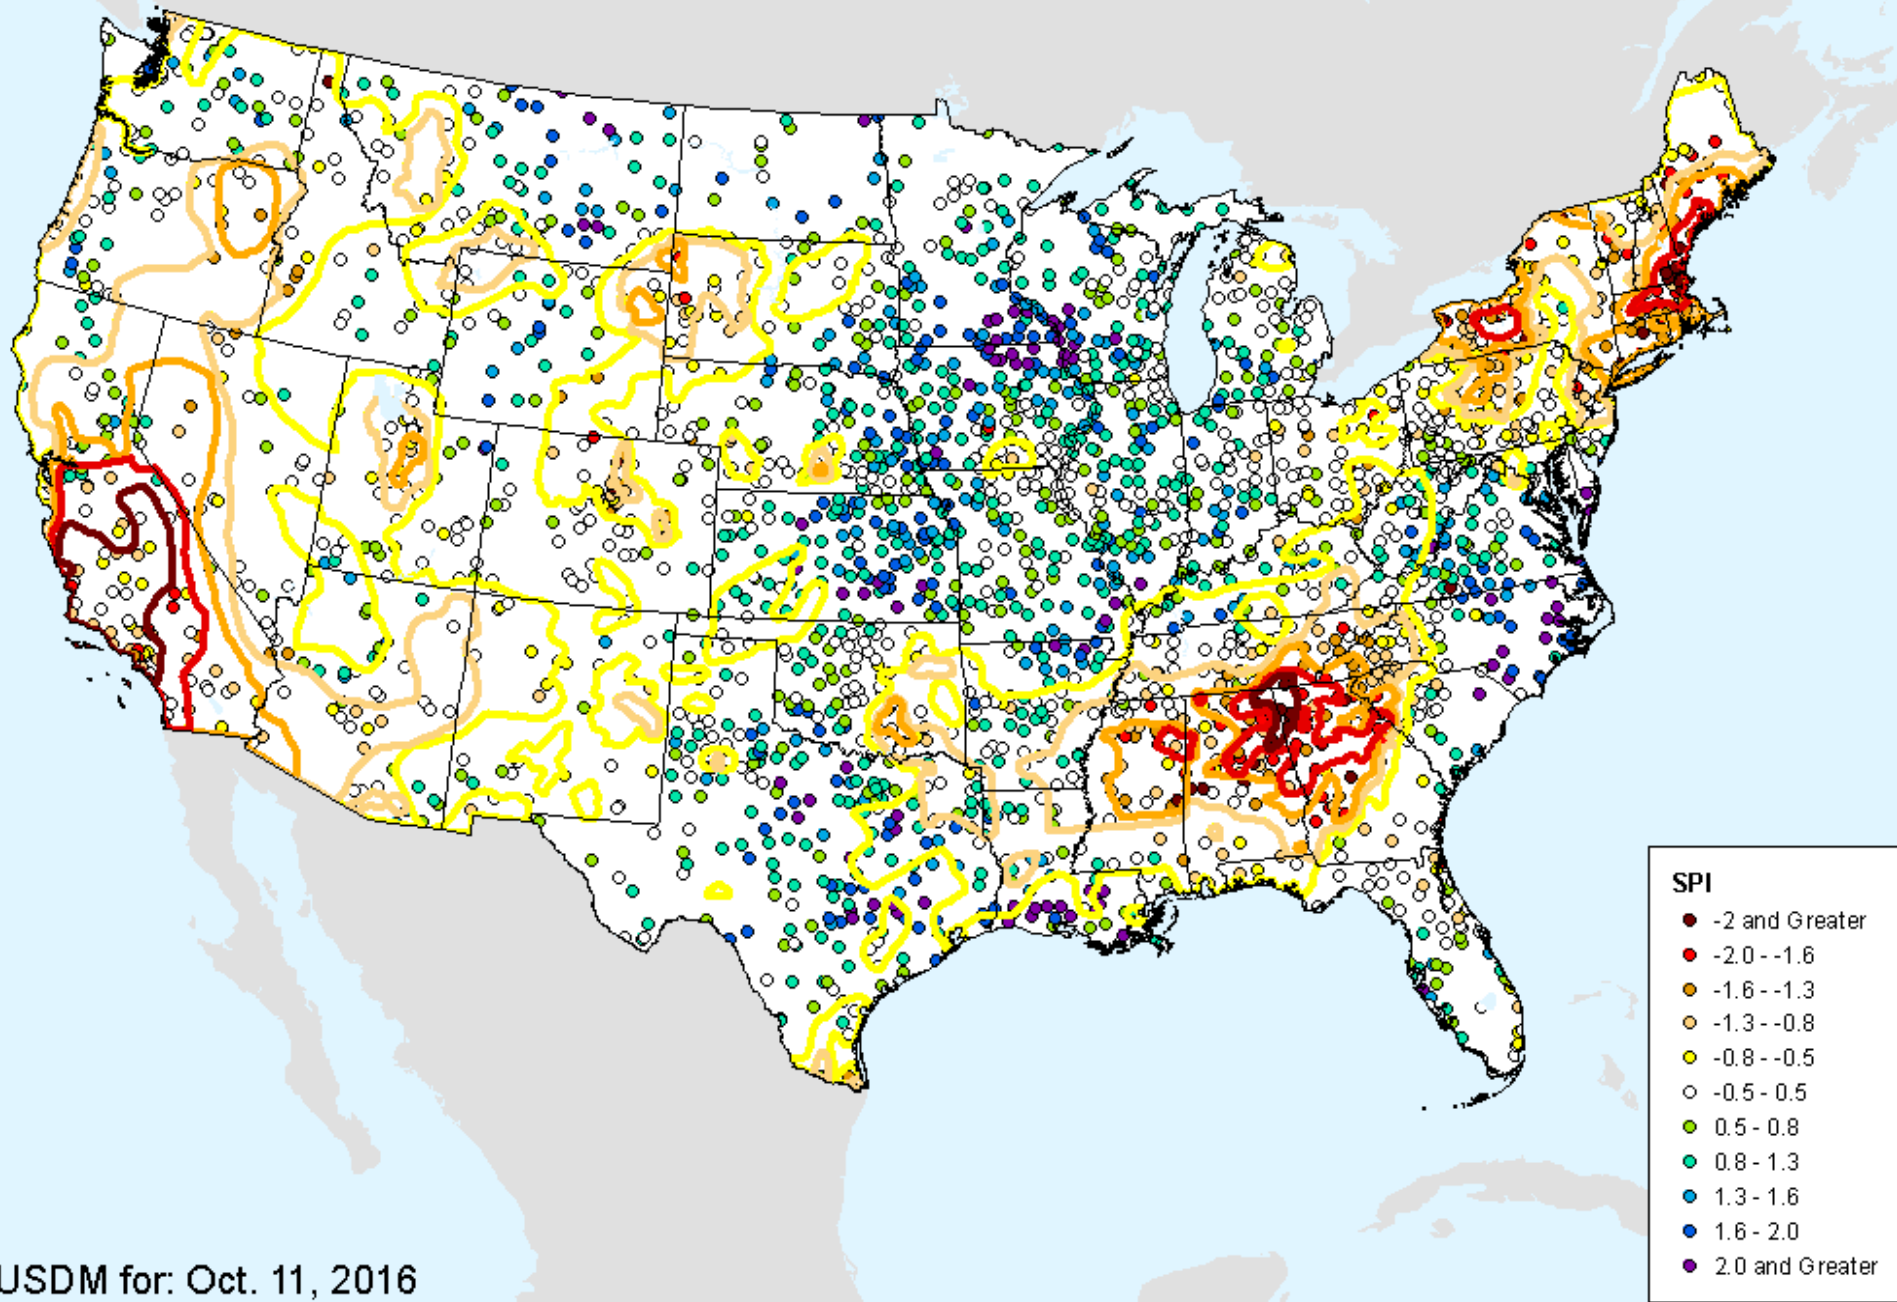 SPI
-2 and Greater
-2.0 - -1.6
-1.6 - -1.3
-1.3 - -0.8
-0.8 - -0.5
-0.5 - 0.5
0.5 - 0.8
0.8 - 1.3
1.3 - 1.6
1.6 - 2.0
2.0 and Greater
USDM for: Oct. 11, 2016